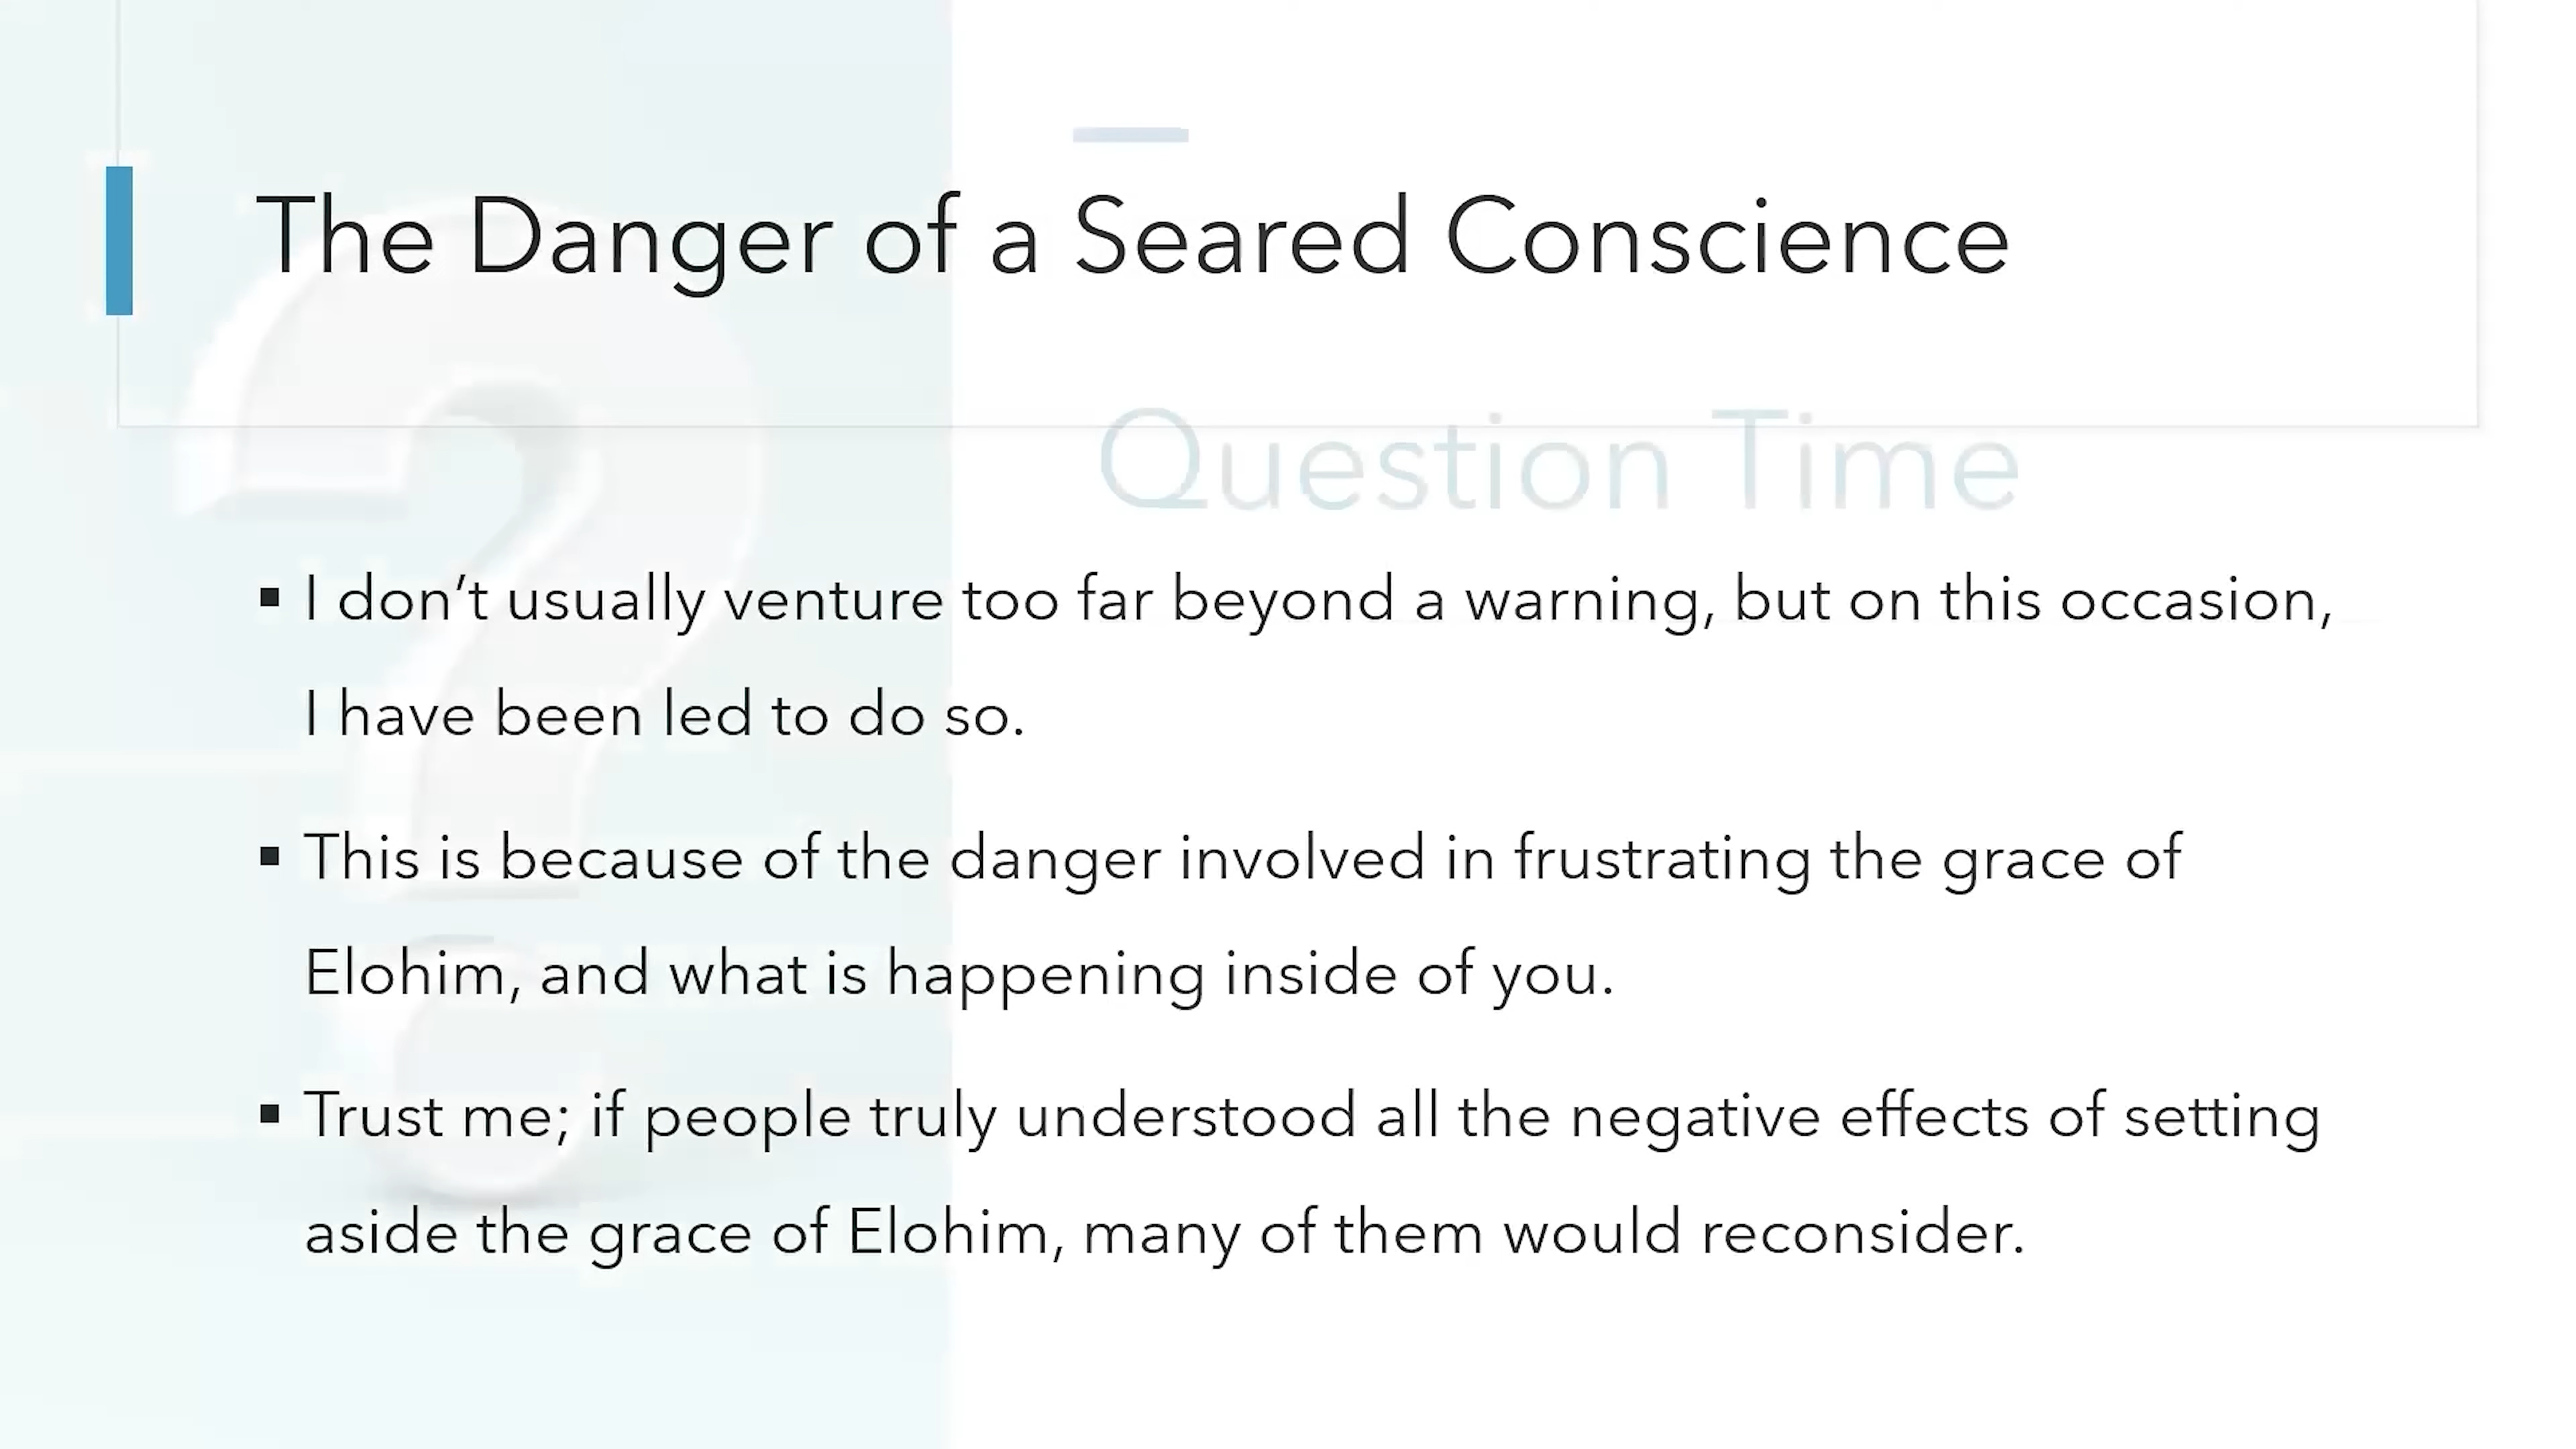 The Danger of a Seared Conscience
Question Time
▪ I don’t usually venture too far beyond a warning, but on this occasion,
I have been led to do so.
▪ This is because of the danger involved in frustrating the grace of
Elohim, and what is happening inside of you.
▪ Trust me; if people truly understood all the negative effects of setting
aside the grace of Elohim, many of them would reconsider.